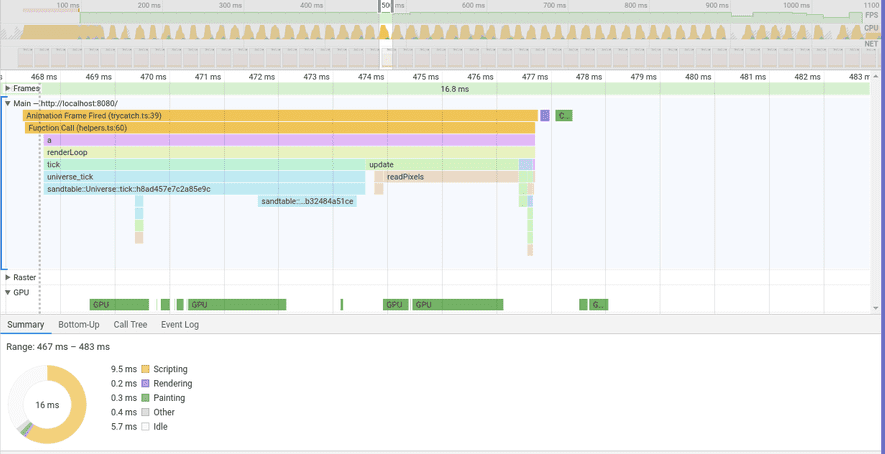 100 ms 200 ms 300 ms 400 ms 500 ms 600 ms 700 ms 800 ms 900 ms 1000 ms 1100
FPS
CPU
NET
468 ms 469 ms 470 ms 471 ms 472 ms 473 ms 474 ms 475 ms 476 ms 477 ms 478 ms 479 ms 480 ms 481 ms 482 ms 483 m
Frames 16.8 ms
Main — http://localhost:8080/
Animation Frame Fired (trycatch.ts:39) C…
Function Call (helpers.ts:60)
a
renderLoop
tick update
universe_tick readPixels
sandtable::Universe::tick::h8ad457e7c2a85e9c
sandtable::…b32484a51ce
Raster
GPU
GPU GPU GPU GPU G…
Summary Bottom-Up Call Tree Event Log
Range: 467 ms – 483 ms
9.5 ms Scripting
0.2 ms Rendering
0.3 ms Painting
0.4 ms Other
5.7 ms Idle
16 ms